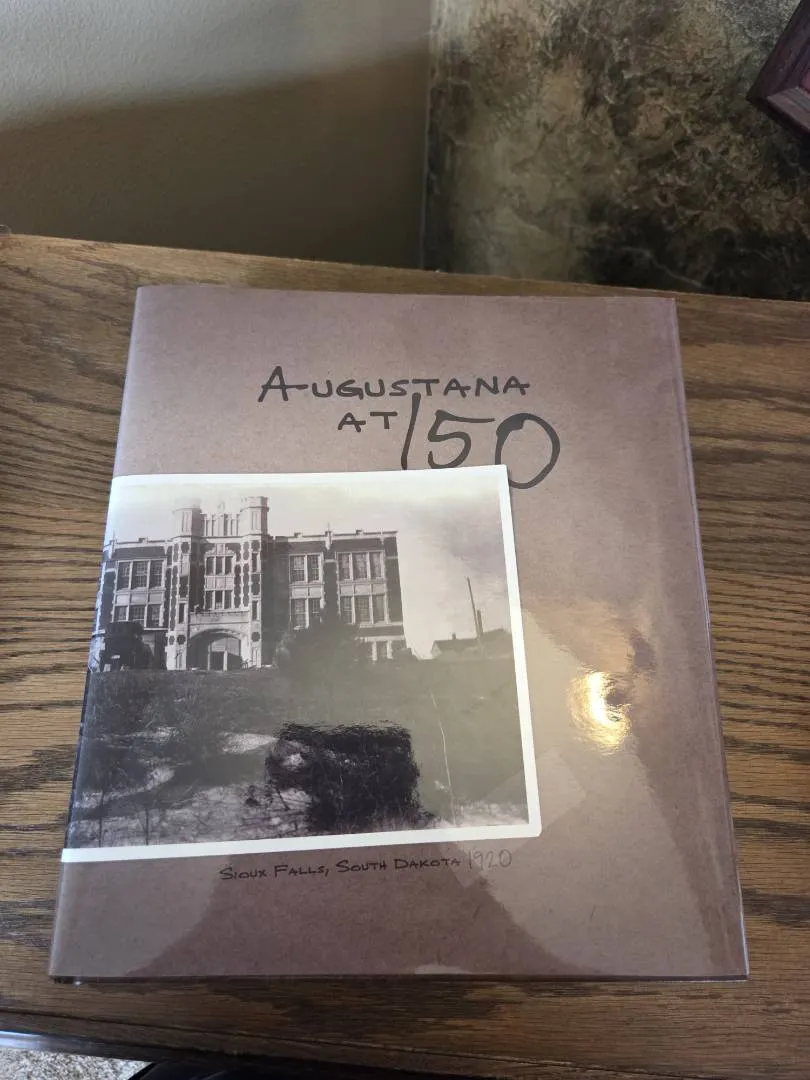 AUGUSTANA
AT 150
SIOUX FALLS, SOUTH DAKOTA 1920